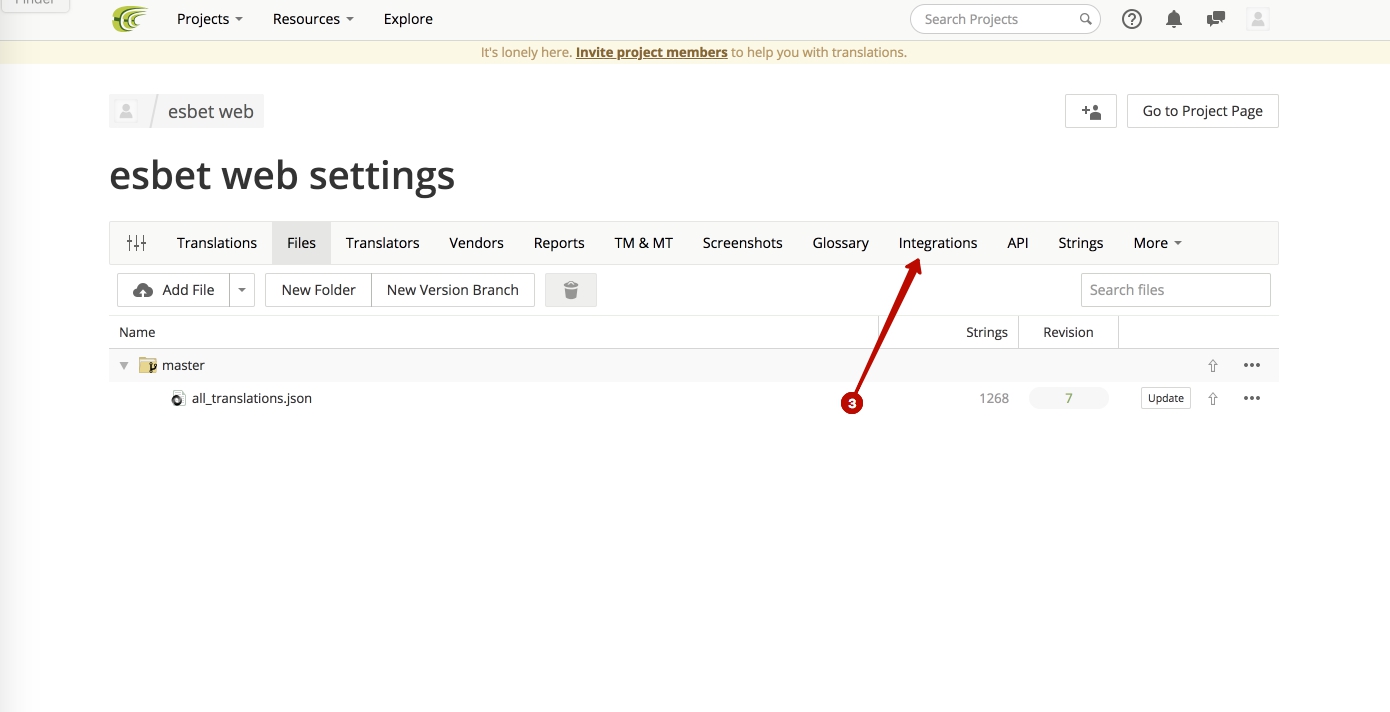 Finder
Projects Resources Explore Search Projects
It's lonely here. Invite project members to help you with translations.
esbet web Go to Project Page
esbet web settings
Translations Files Translators Vendors Reports TM & MT Screenshots Glossary Integrations API Strings More
Add File New Folder New Version Branch Search files
Name Strings Revision
master
all_translations.json 1268 7 Update
3